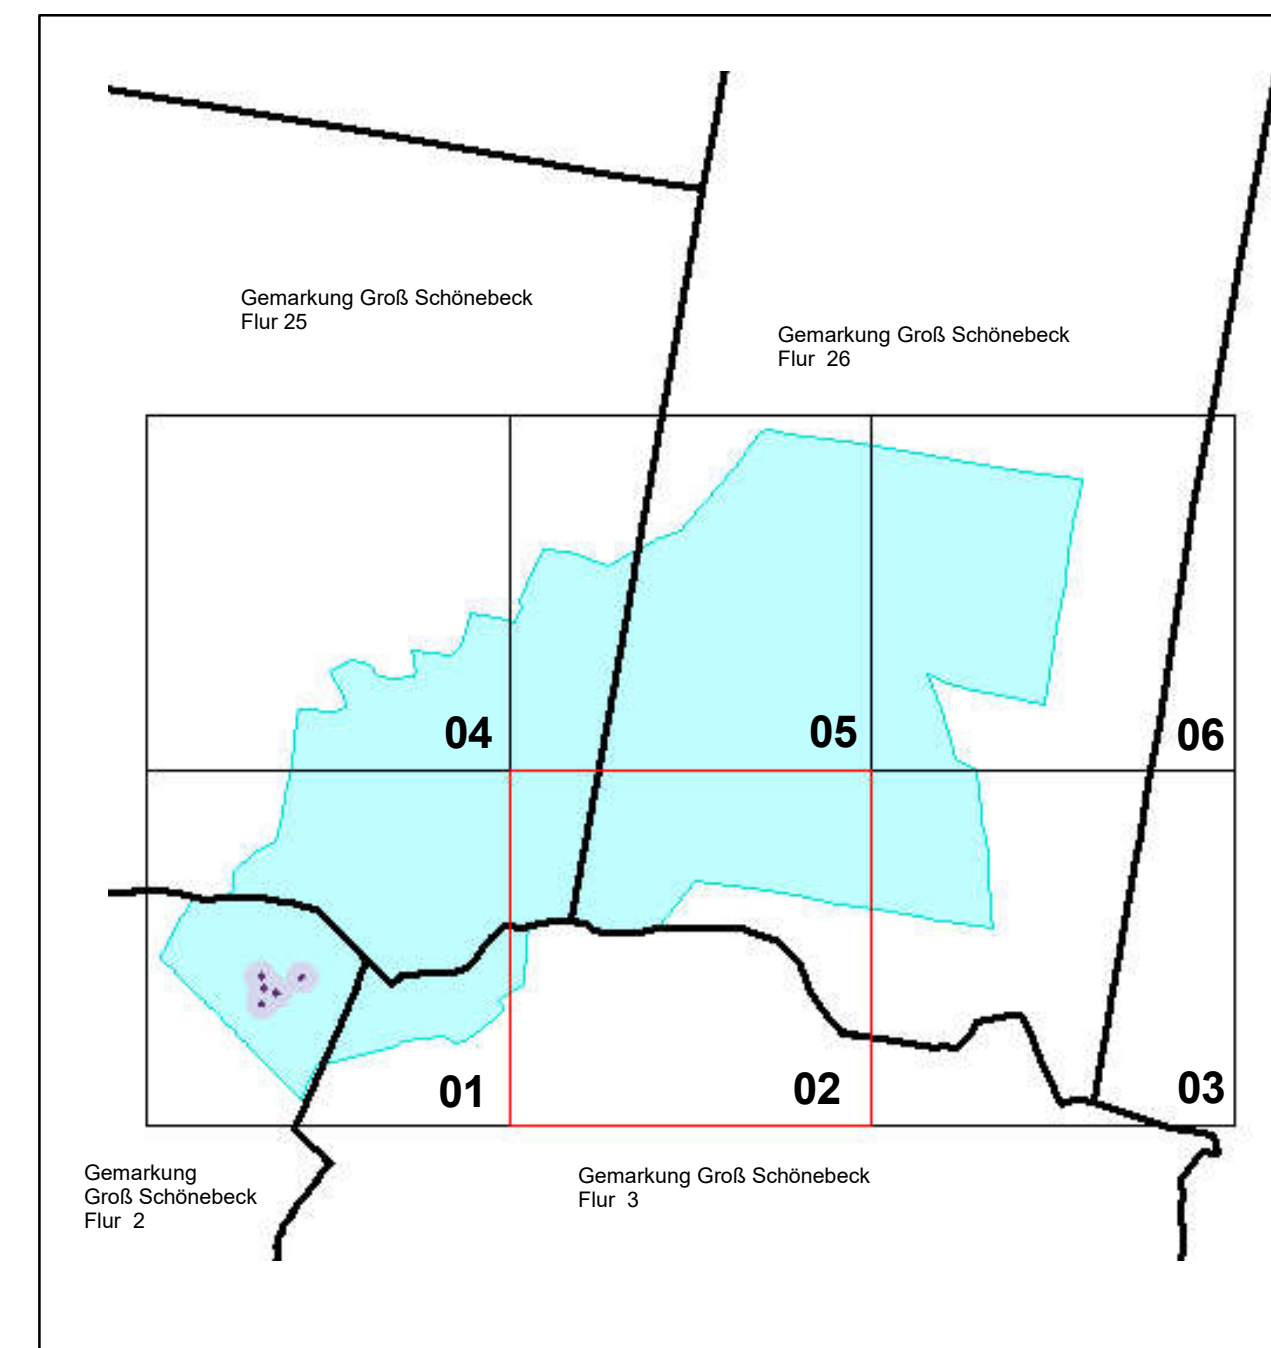 Gemarkung Groß Schönebeck
Flur 25
Gemarkung Groß Schönebeck
Flur 26
04
05
06
01
02
03
Gemarkung
Groß Schönebeck
Flur 2
Gemarkung Groß Schönebeck
Flur 3